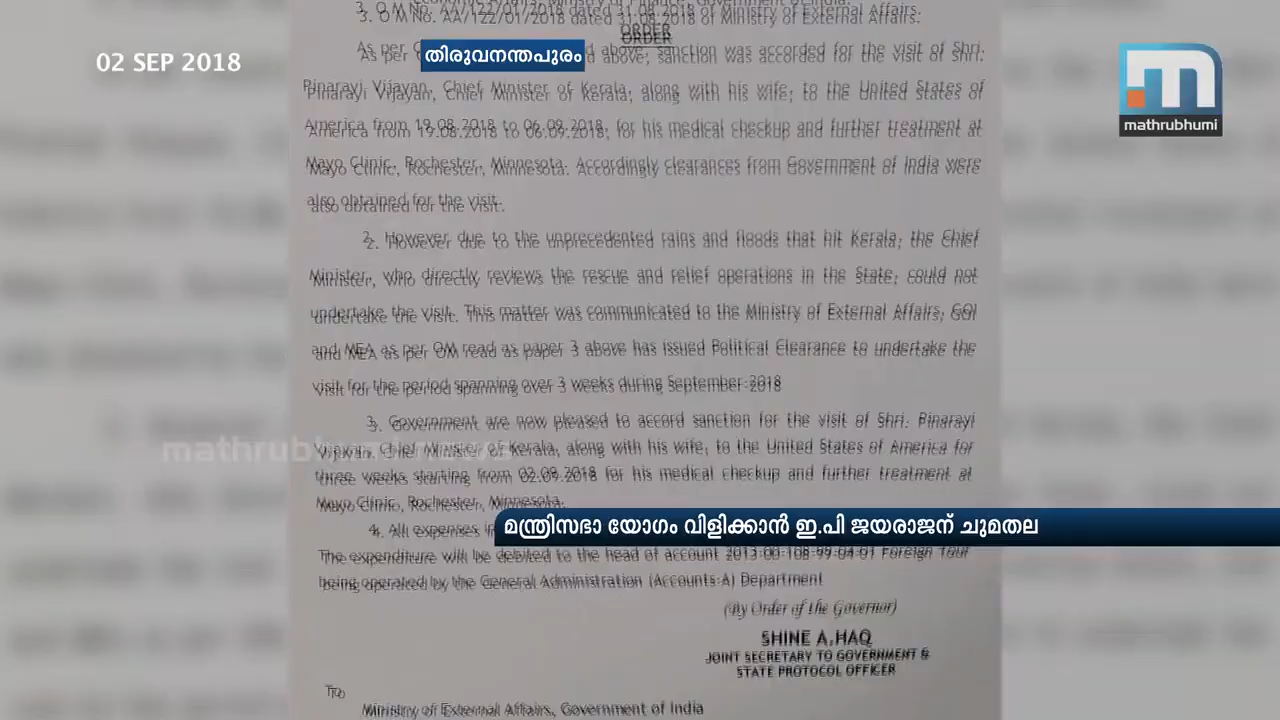 Economic Affairs, Ministry of Finance, Government of India.
3. O M No. AA/122/01/2018 dated 31.08.2018 of Ministry of External Affairs.
ORDER
02 SEP 2018
തിരുവനന്തപുരം
mathrubhumi
As per above, sanction was accorded for the visit of Shri.
Pinarayi Vijayan, Chief Minister of Kerala, along with his wife, to the United States of
America from 19.08.2018 to 06.09.2018, for his medical checkup and further treatment at
Mayo Clinic, Rochester, Minnesota. Accordingly clearances from Government of India were
also obtained for the visit.
2. However due to the unprecedented rains and floods that hit Kerala, the Chief
Minister, who directly reviews the rescue and relief operations in the State, could not
undertake the visit. This matter was communicated to the Ministry of External Affairs, GOI
and MEA as per OM read as paper 3 above has issued Political Clearance to undertake the
visit for the period spanning over 3 weeks during September-2018
3. Government are now pleased to accord sanction for the visit of Shri. Pinarayi
mathrubhumi news
Vijayan, Chief Minister of Kerala, along with his wife, to the United States of America for
three weeks starting from 02.09.2018 for his medical checkup and further treatment at
Mayo Clinic, Rochester, Minnesota.
മന്ത്രിസഭാ യോഗം വിളിക്കാൻ ഇ.പി ജയരാജന് ചുമതല
4. All expenses
The expenditure will be debited to the head of account Foreign Tour
being operated by the General Administration (Accounts-A) Department
(By Order of the Governor)
SHINE A.HAQ
JOINT SECRETARY TO GOVERNMENT &
STATE PROTOCOL OFFICER
To
Ministry of External Affairs, Government of India